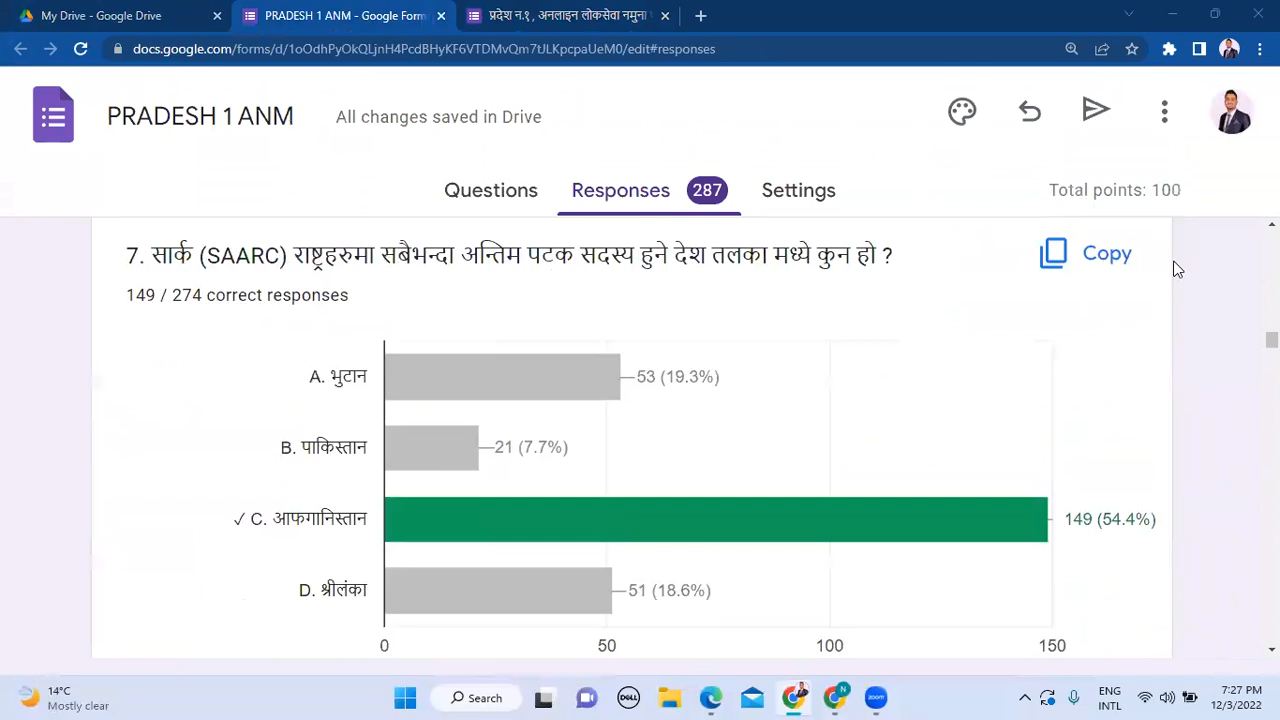 My Drive - Google Drive
PRADESH 1 ANM - Google Form
प्रदेश न.१, अनलाइन लोकसेवा नमुना
docs.google.com/forms/d/1oOdhPyOkQLjnH4PcdBHyKF6VTDMvQm7tJLKpcpaUeM0/edit#responses
PRADESH 1 ANM
All changes saved in Drive
Questions
Responses 287
Settings
Total points: 100
7. सार्क (SAARC) राष्ट्रहरुमा सबैभन्दा अन्तिम पटक सदस्य हुने देश तलका मध्ये कुन हो ?
Copy
149 / 274 correct responses
A. भुटान
53 (19.3%)
B. पाकिस्तान
21 (7.7%)
✓ C. आफगानिस्तान
149 (54.4%)
D. श्रीलंका
51 (18.6%)
0 50 100 150
14°C
Mostly clear
Search
DELL
N
zoom
ENG
INTL
7:27 PM
12/3/2022